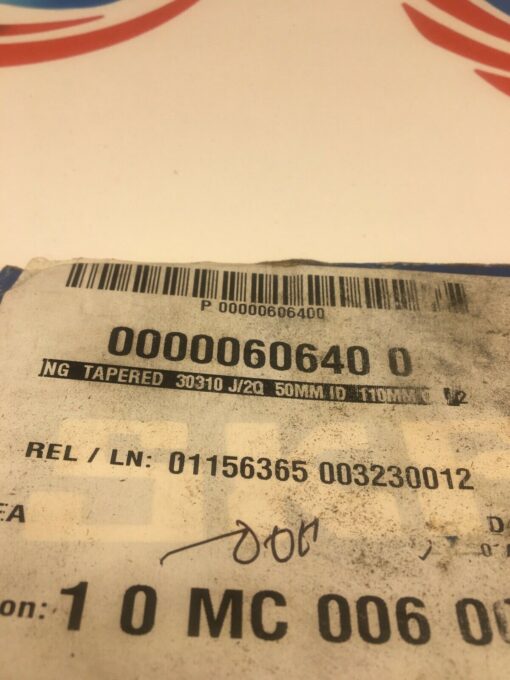 P 00000606400
0000060640 0
NG TAPERED 30310 J/2Q 50MM ID 110MM
REL / LN: 01156365 003230012
EA
on: 1 0 MC 006